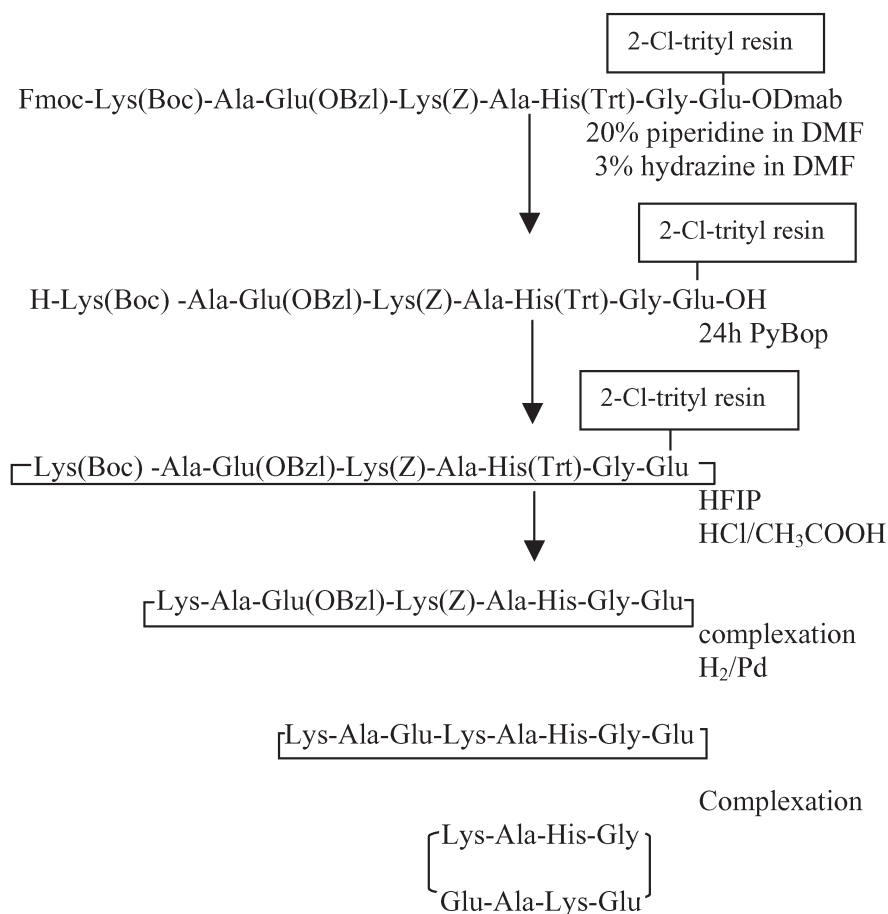 2-Cl-trityl resin
Fmoc-Lys(Boc)-Ala-Glu(OBzl)-Lys(Z)-Ala-His(Trt)-Gly-Glu-ODmab
20% piperidine in DMF
3% hydrazine in DMF
2-Cl-trityl resin
H-Lys(Boc) -Ala-Glu(OBzl)-Lys(Z)-Ala-His(Trt)-Gly-Glu-OH
24h PyBop
2-Cl-trityl resin
Lys(Boc) -Ala-Glu(OBzl)-Lys(Z)-Ala-His(Trt)-Gly-Glu
HFIP
HCl/CH₃COOH
Lys-Ala-Glu(OBzl)-Lys(Z)-Ala-His-Gly-Glu
complexation
H₂/Pd
Lys-Ala-Glu-Lys-Ala-His-Gly-Glu
Complexation
Lys-Ala-His-Gly
Glu-Ala-Lys-Glu